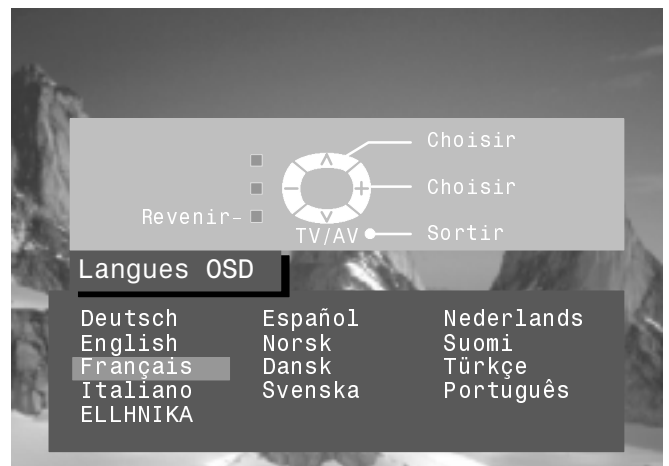 Choisir
Choisir
Revenir-
TV/AV Sortir
Langues OSD
Deutsch Español Nederlands
English Norsk Suomi
Français Dansk Türkçe
Italiano Svenska Português
ELLHNIKA